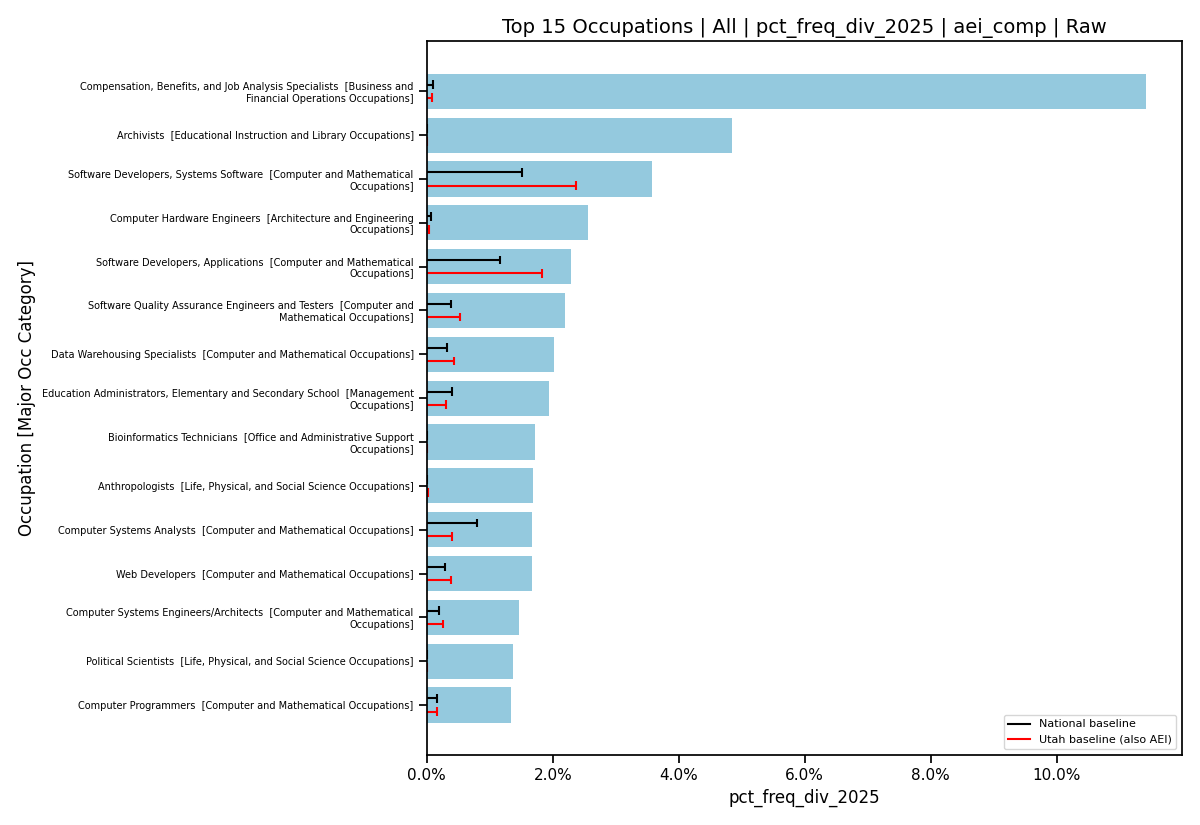 Top 15 Occupations | All | pct_freq_div_2025 | aei_comp | Raw
Compensation, Benefits, and Job Analysis Specialists  [Business and
Financial Operations Occupations]
Archivists  [Educational Instruction and Library Occupations]
Software Developers, Systems Software  [Computer and Mathematical
Occupations]
Computer Hardware Engineers  [Architecture and Engineering
Occupations]
Software Developers, Applications  [Computer and Mathematical
Occupations]
Software Quality Assurance Engineers and Testers  [Computer and
Mathematical Occupations]
Data Warehousing Specialists  [Computer and Mathematical Occupations]
Education Administrators, Elementary and Secondary School  [Management
Occupations]
Bioinformatics Technicians  [Office and Administrative Support
Occupations]
Anthropologists  [Life, Physical, and Social Science Occupations]
Computer Systems Analysts  [Computer and Mathematical Occupations]
Web Developers  [Computer and Mathematical Occupations]
Computer Systems Engineers/Architects  [Computer and Mathematical
Occupations]
Political Scientists  [Life, Physical, and Social Science Occupations]
Computer Programmers  [Computer and Mathematical Occupations]
Occupation [Major Occ Category]
National baseline
Utah baseline (also AEI)
0.0% 2.0% 4.0% 6.0% 8.0% 10.0%
pct_freq_div_2025